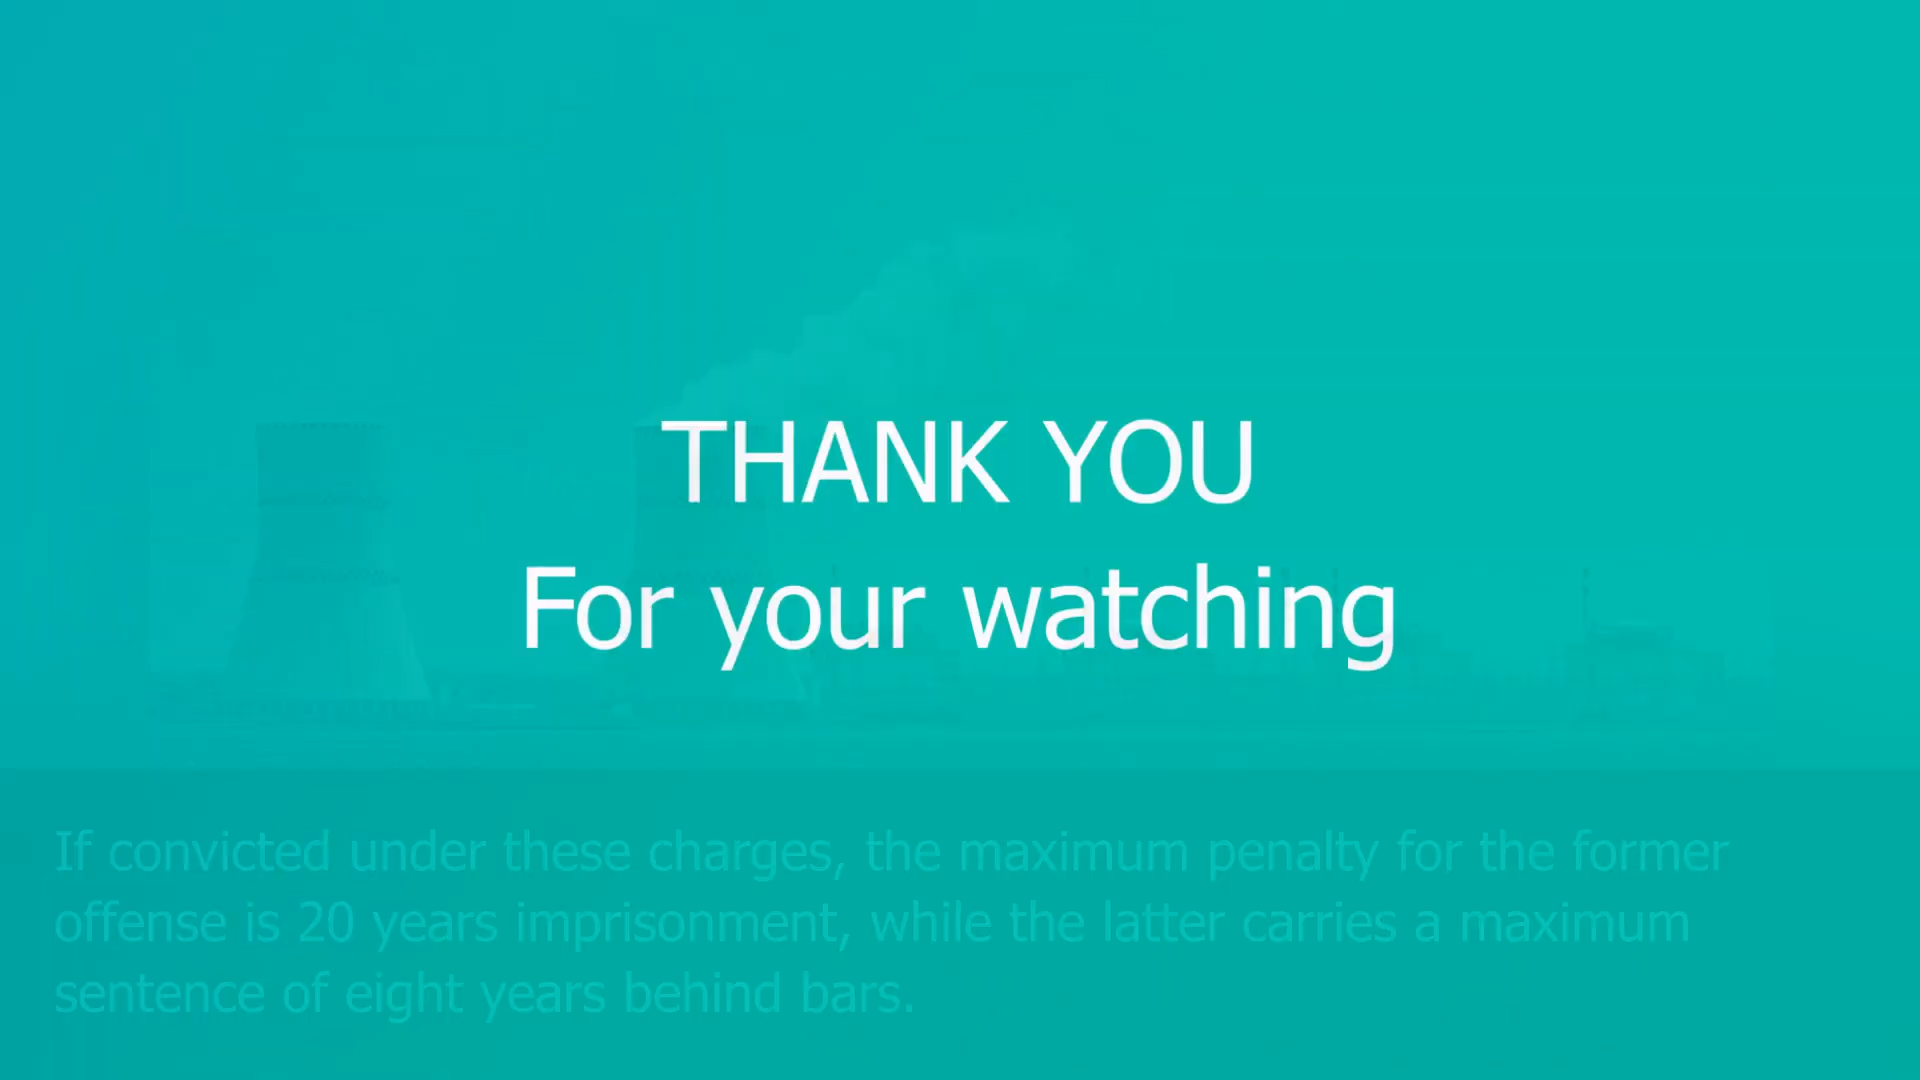 THANK YOU
For your watching
If convicted under these charges, the maximum penalty for the former
offense is 20 years imprisonment, while the latter carries a maximum
sentence of eight years behind bars.